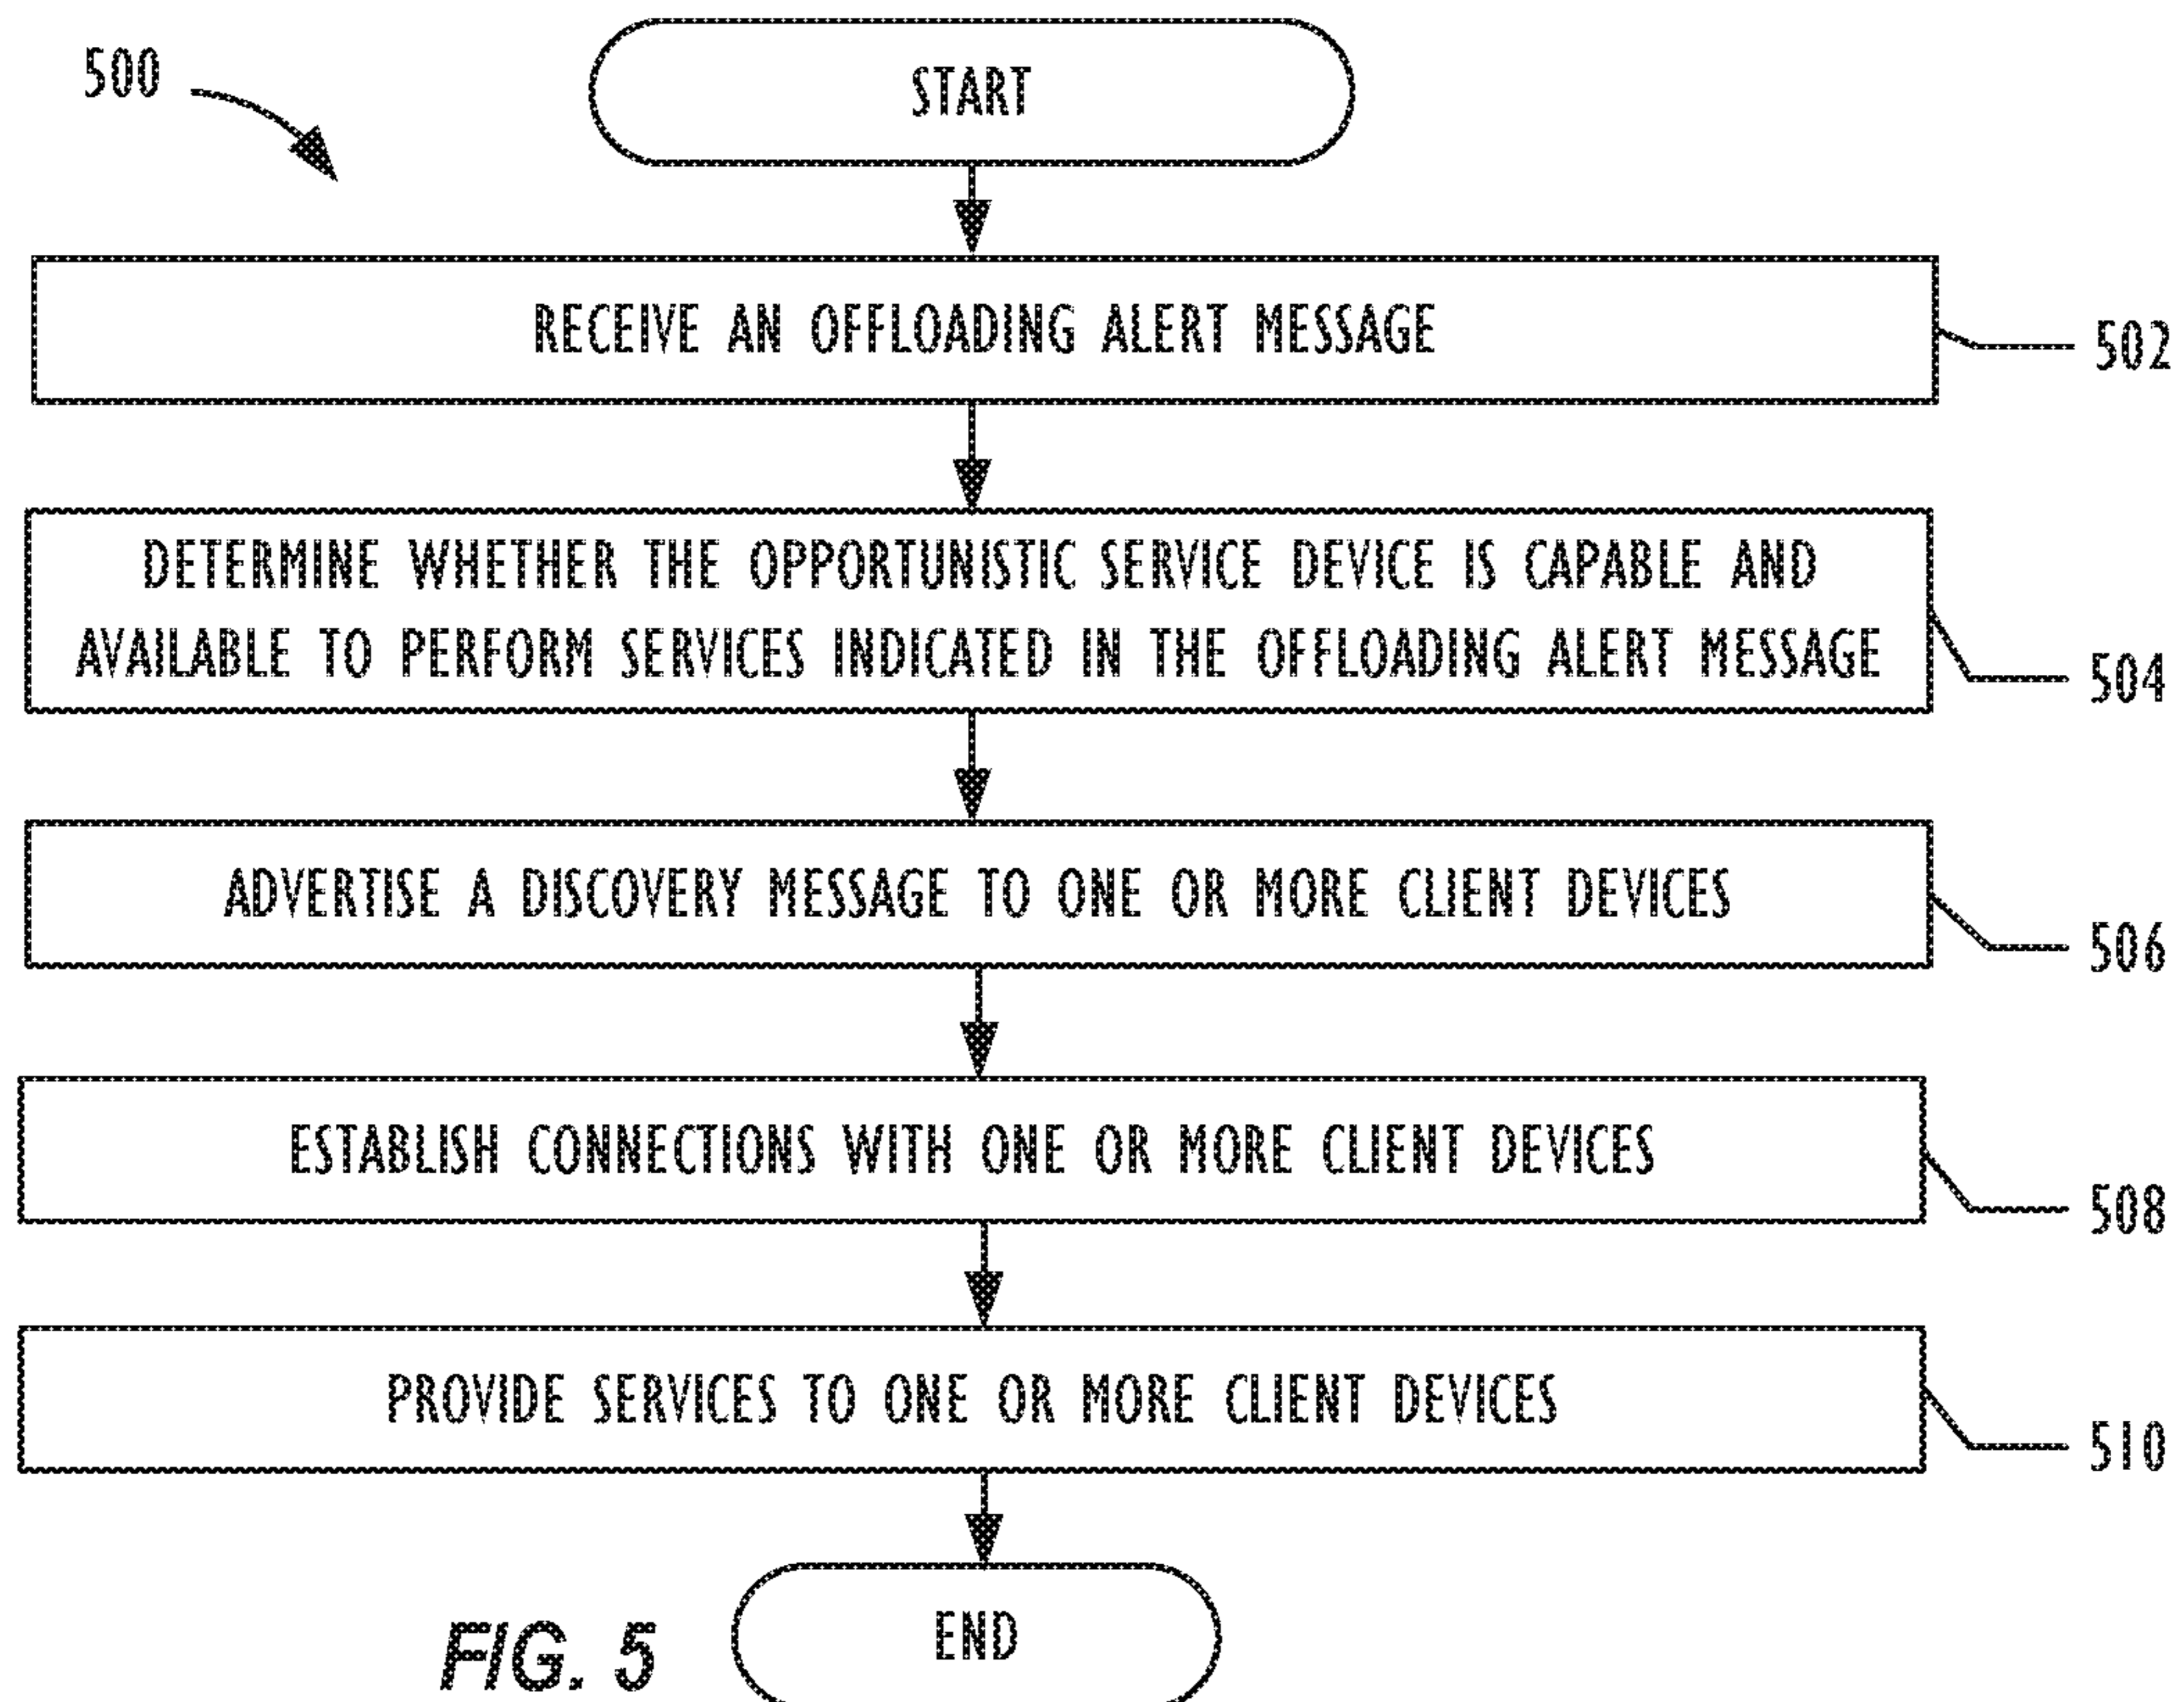 500
START
RECEIVE AN OFFLOADING ALERT MESSAGE
502
DETERMINE WHETHER THE OPPORTUNISTIC SERVICE DEVICE IS CAPABLE AND
AVAILABLE TO PERFORM SERVICES INDICATED IN THE OFFLOADING ALERT MESSAGE
504
ADVERTISE A DISCOVERY MESSAGE TO ONE OR MORE CLIENT DEVICES
506
ESTABLISH CONNECTIONS WITH ONE OR MORE CLIENT DEVICES
508
PROVIDE SERVICES TO ONE OR MORE CLIENT DEVICES
510
END
FIG. 5